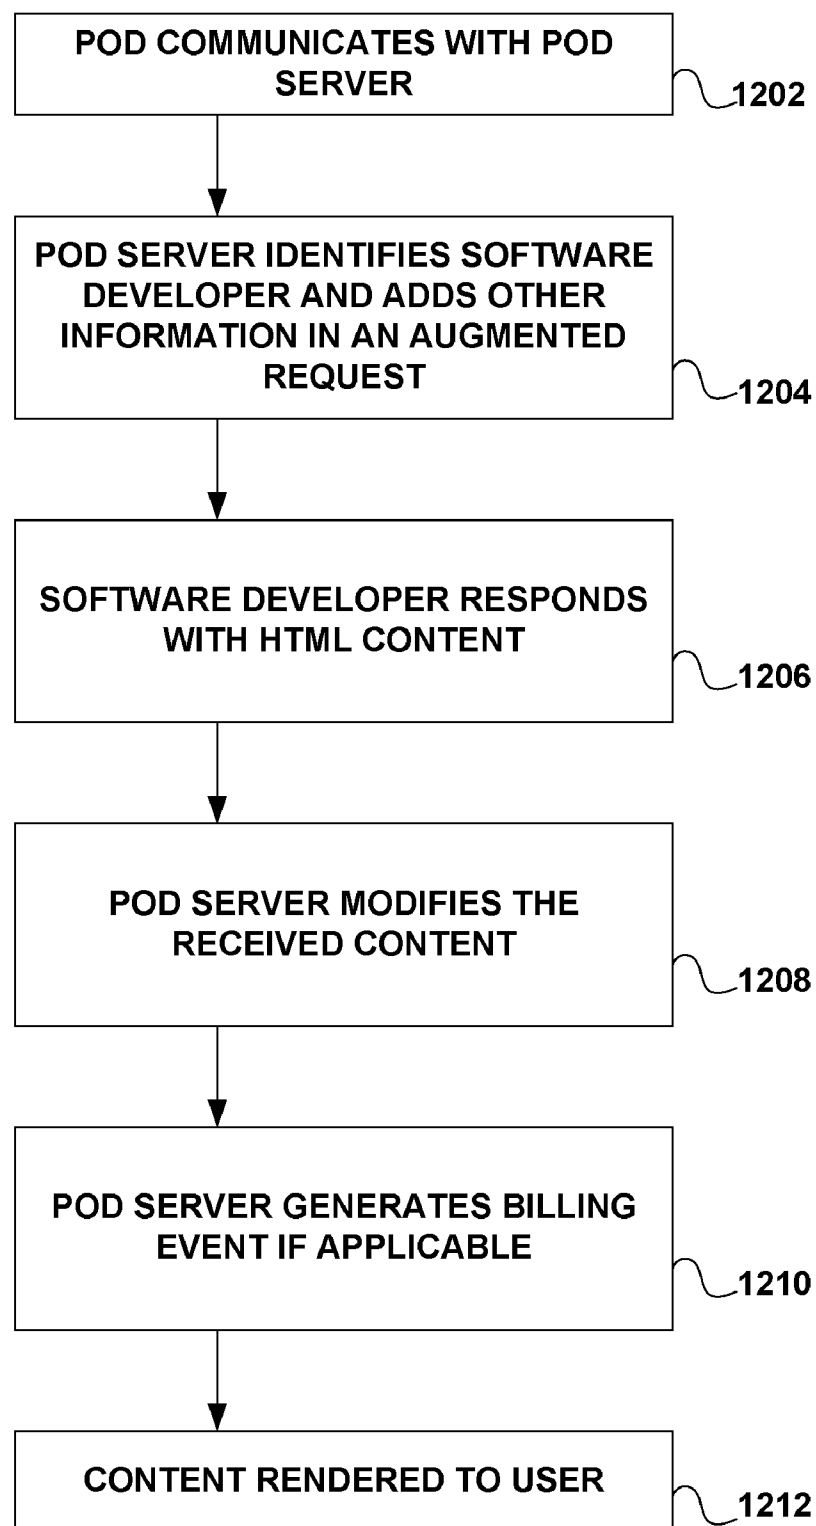 POD COMMUNICATES WITH POD
SERVER
1202
POD SERVER IDENTIFIES SOFTWARE
DEVELOPER AND ADDS OTHER
INFORMATION IN AN AUGMENTED
REQUEST
1204
SOFTWARE DEVELOPER RESPONDS
WITH HTML CONTENT
1206
POD SERVER MODIFIES THE
RECEIVED CONTENT
1208
POD SERVER GENERATES BILLING
EVENT IF APPLICABLE
1210
CONTENT RENDERED TO USER
1212